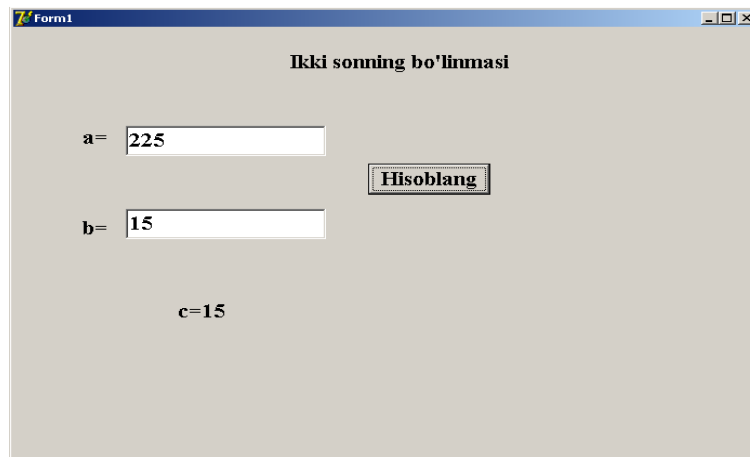 Form1
Ikki sonning bo'linmasi
a=
225
Hisoblang
b=
15
c=15